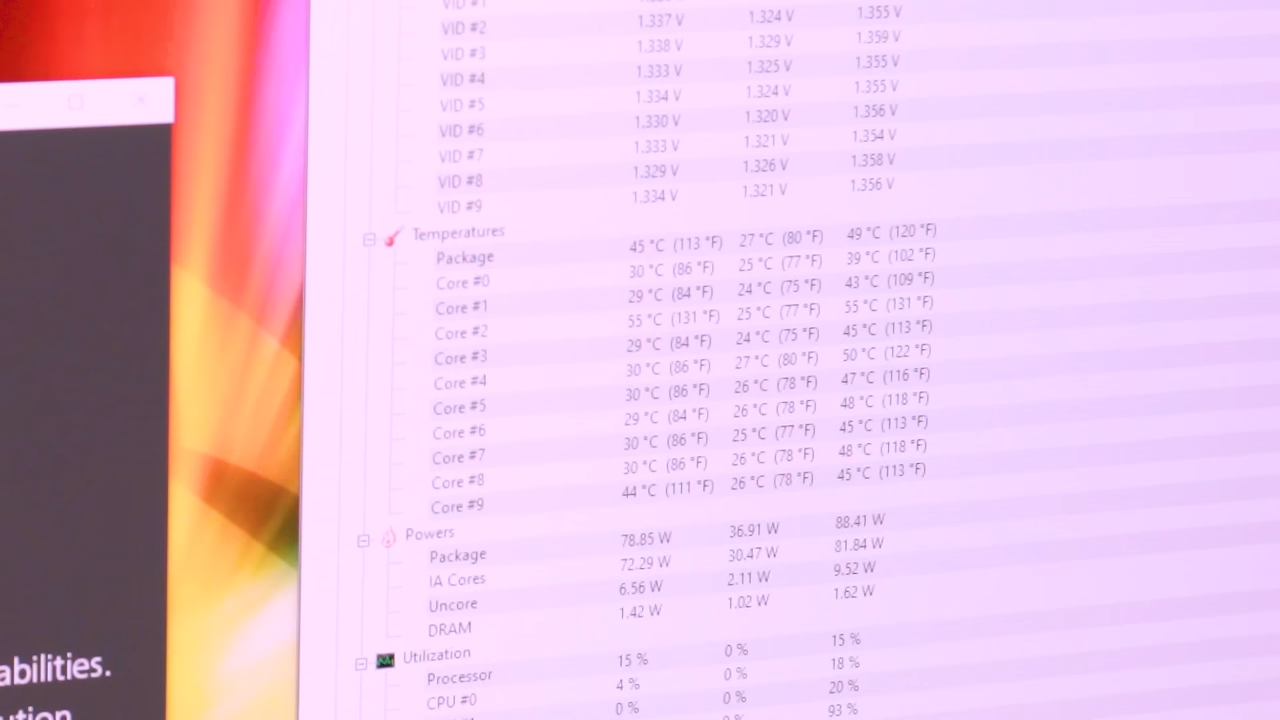 VID #1
VID #2 1.337 V 1.324 V 1.355 V
VID #3 1.338 V 1.329 V 1.359 V
VID #4 1.333 V 1.325 V 1.355 V
VID #5 1.334 V 1.324 V 1.355 V
VID #6 1.330 V 1.320 V 1.356 V
VID #7 1.333 V 1.321 V 1.354 V
VID #8 1.329 V 1.326 V 1.358 V
VID #9 1.334 V 1.321 V 1.356 V
Temperatures
Package 45 °C (113 °F) 27 °C (80 °F) 49 °C (120 °F)
Core #0 30 °C (86 °F) 25 °C (77 °F) 39 °C (102 °F)
Core #1 29 °C (84 °F) 24 °C (75 °F) 43 °C (109 °F)
Core #2 55 °C (131 °F) 25 °C (77 °F) 55 °C (131 °F)
Core #3 29 °C (84 °F) 24 °C (75 °F) 45 °C (113 °F)
Core #4 30 °C (86 °F) 27 °C (80 °F) 50 °C (122 °F)
Core #5 30 °C (86 °F) 26 °C (78 °F) 47 °C (116 °F)
Core #6 29 °C (84 °F) 26 °C (78 °F) 48 °C (118 °F)
Core #7 30 °C (86 °F) 25 °C (77 °F) 45 °C (113 °F)
Core #8 30 °C (86 °F) 26 °C (78 °F) 48 °C (118 °F)
Core #9 44 °C (111 °F) 26 °C (78 °F) 45 °C (113 °F)
Powers
Package 78.85 W 36.91 W 88.41 W
IA Cores 72.29 W 30.47 W 81.84 W
Uncore 6.56 W 2.11 W 9.52 W
DRAM 1.42 W 1.02 W 1.62 W
Utilization
Processor 15 % 0 % 15 %
CPU #0 4 % 0 % 18 %
0 % 0 % 20 %
93 %
abilities.
ution